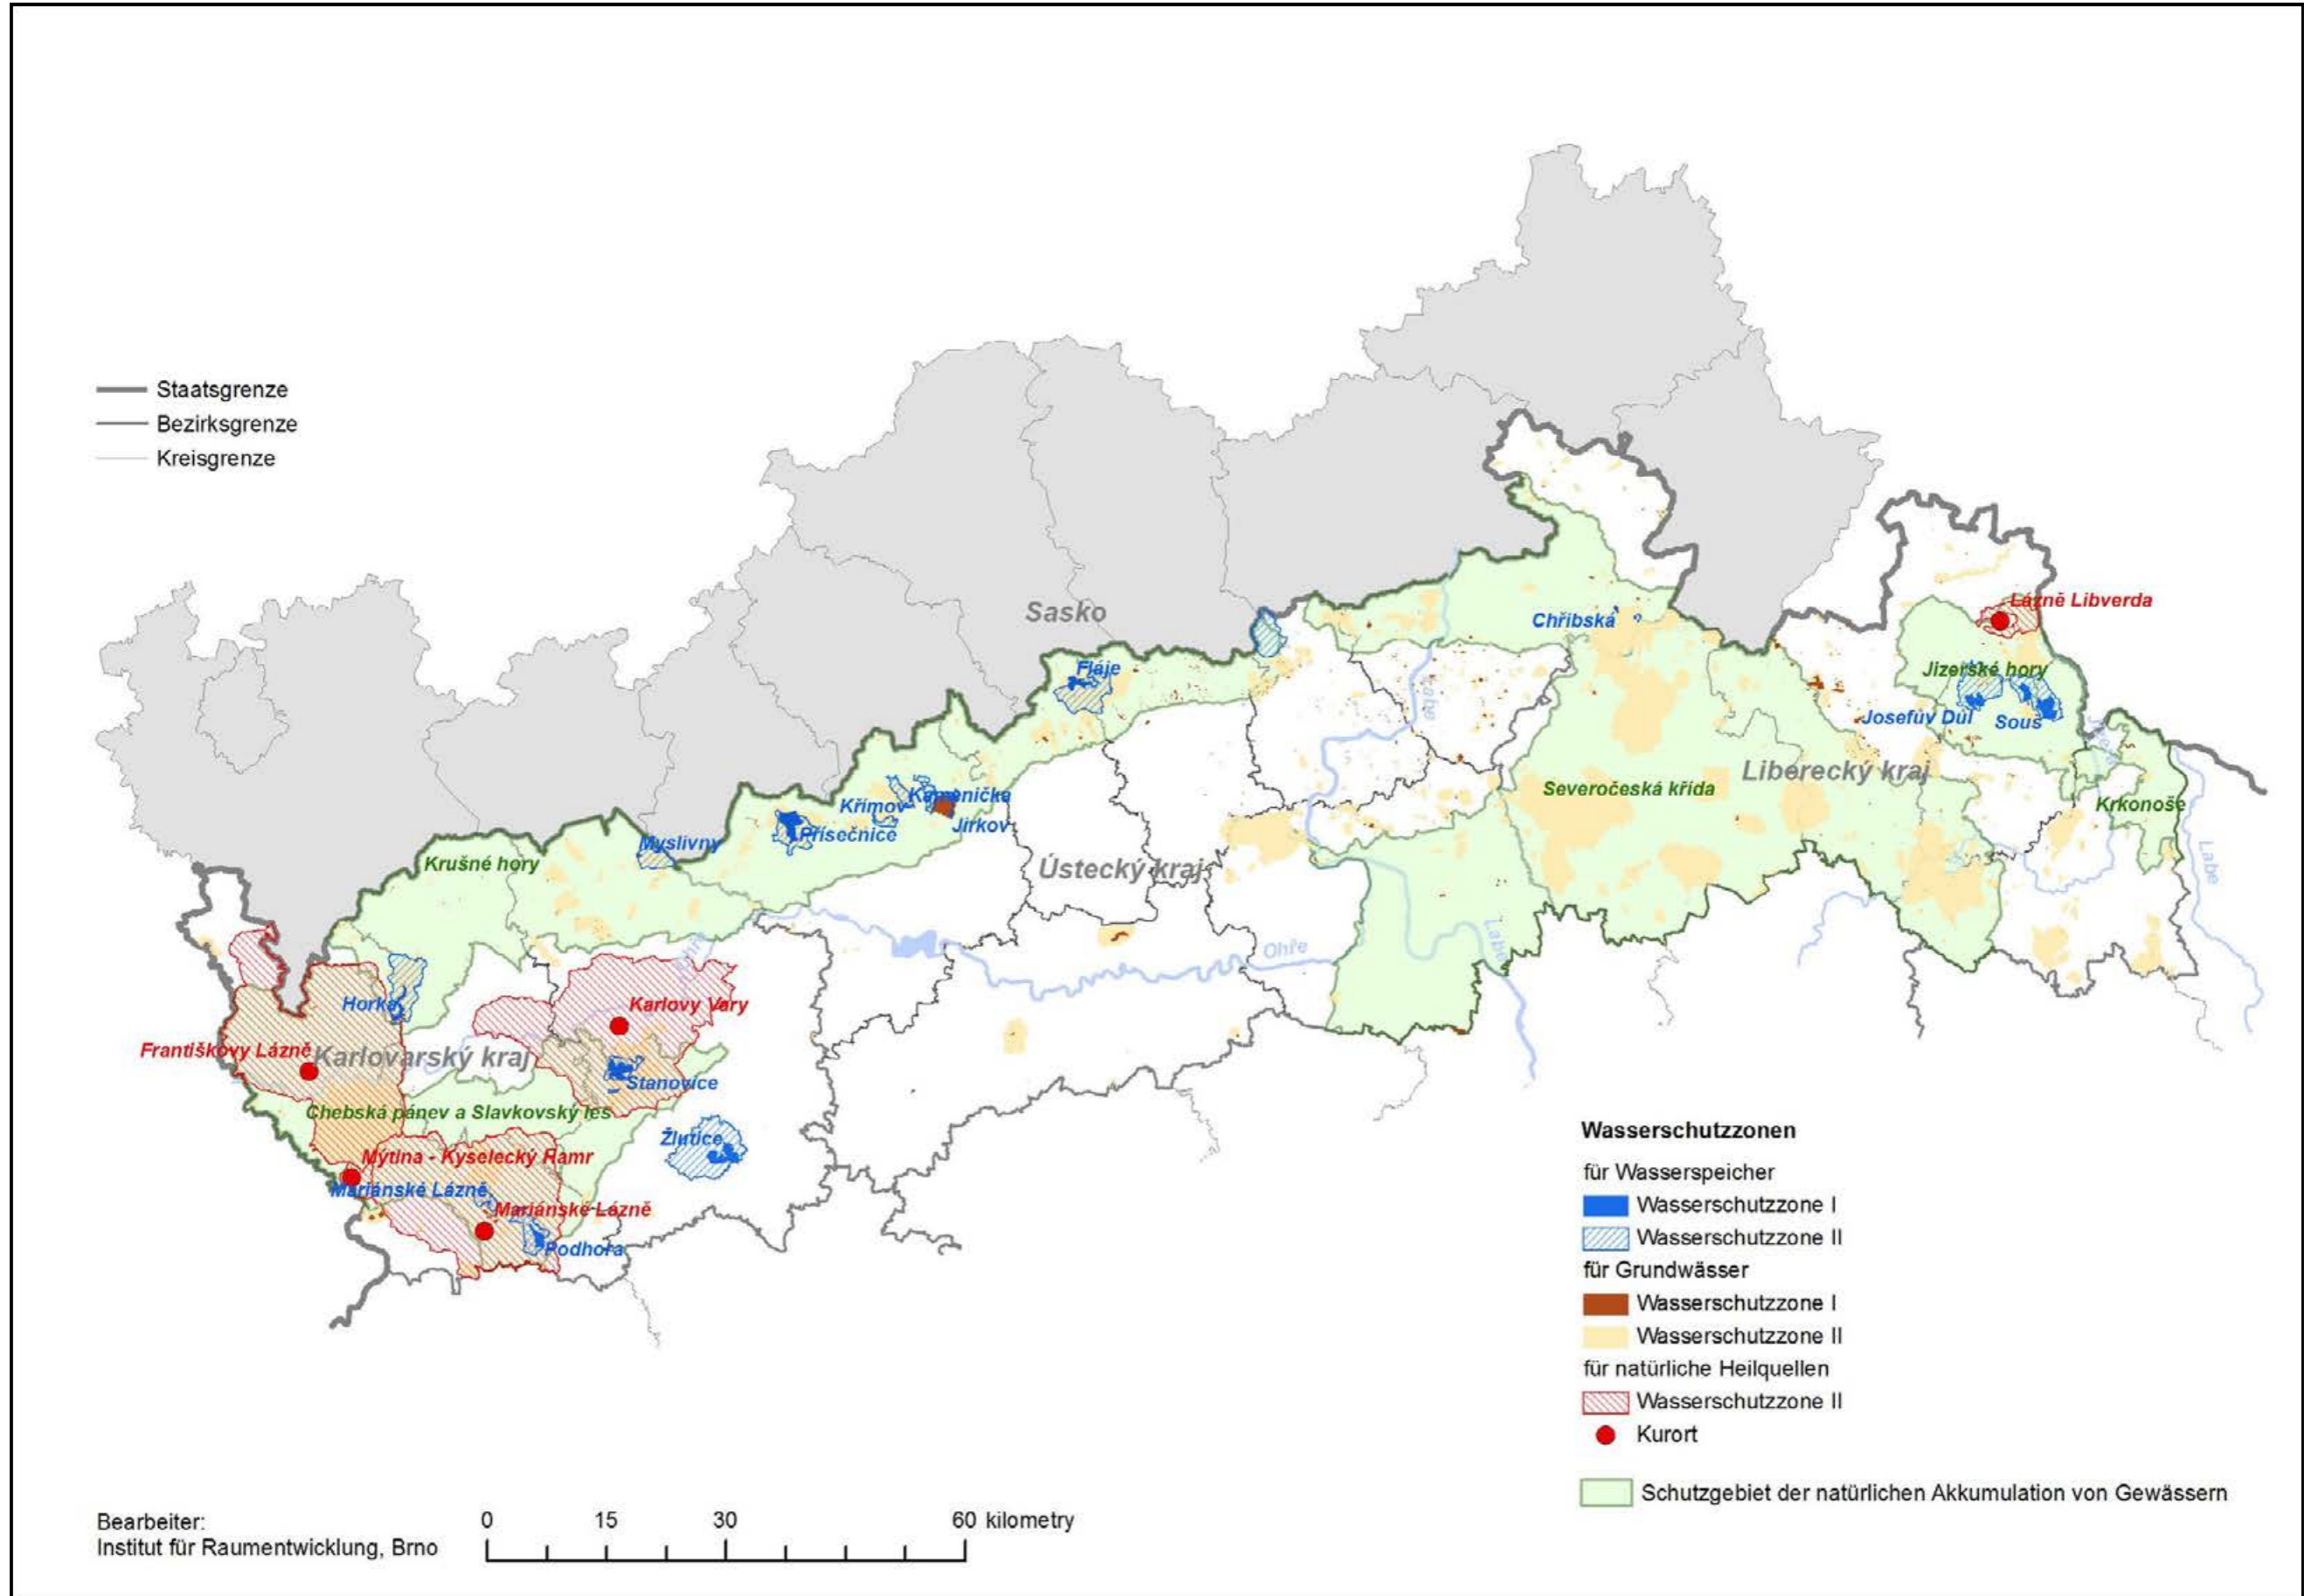 Staatsgrenze
Bezirksgrenze
Kreisgrenze
Sasko
Lázně Libverda
Chřibská
Fláje
Jizerské hory
Josefův Důl
Souš
Labe
Severočeská křída
Liberecký kraj
Krkonoše
Kamenička
Křimov
Jirkov
Přísečnice
Myslivny
Krušné hory
Ústecký kraj
Labe
Labe
Ohře
Ohře
Horka
Karlovy Vary
Františkovy Lázně
Karlovarský kraj
Stanovice
Chebská pánev a Slavkovský les
Žlutice
Mýtina - Kyselecký Hamr
Mariánské Lázně
Mariánské Lázně
Podhora
Wasserschutzzonen
für Wasserspeicher
Wasserschutzzone I
Wasserschutzzone II
für Grundwässer
Wasserschutzzone I
Wasserschutzzone II
für natürliche Heilquellen
Wasserschutzzone II
Kurort
Schutzgebiet der natürlichen Akkumulation von Gewässern
Bearbeiter:
Institut für Raumentwicklung, Brno
0 15 30 60 kilometry